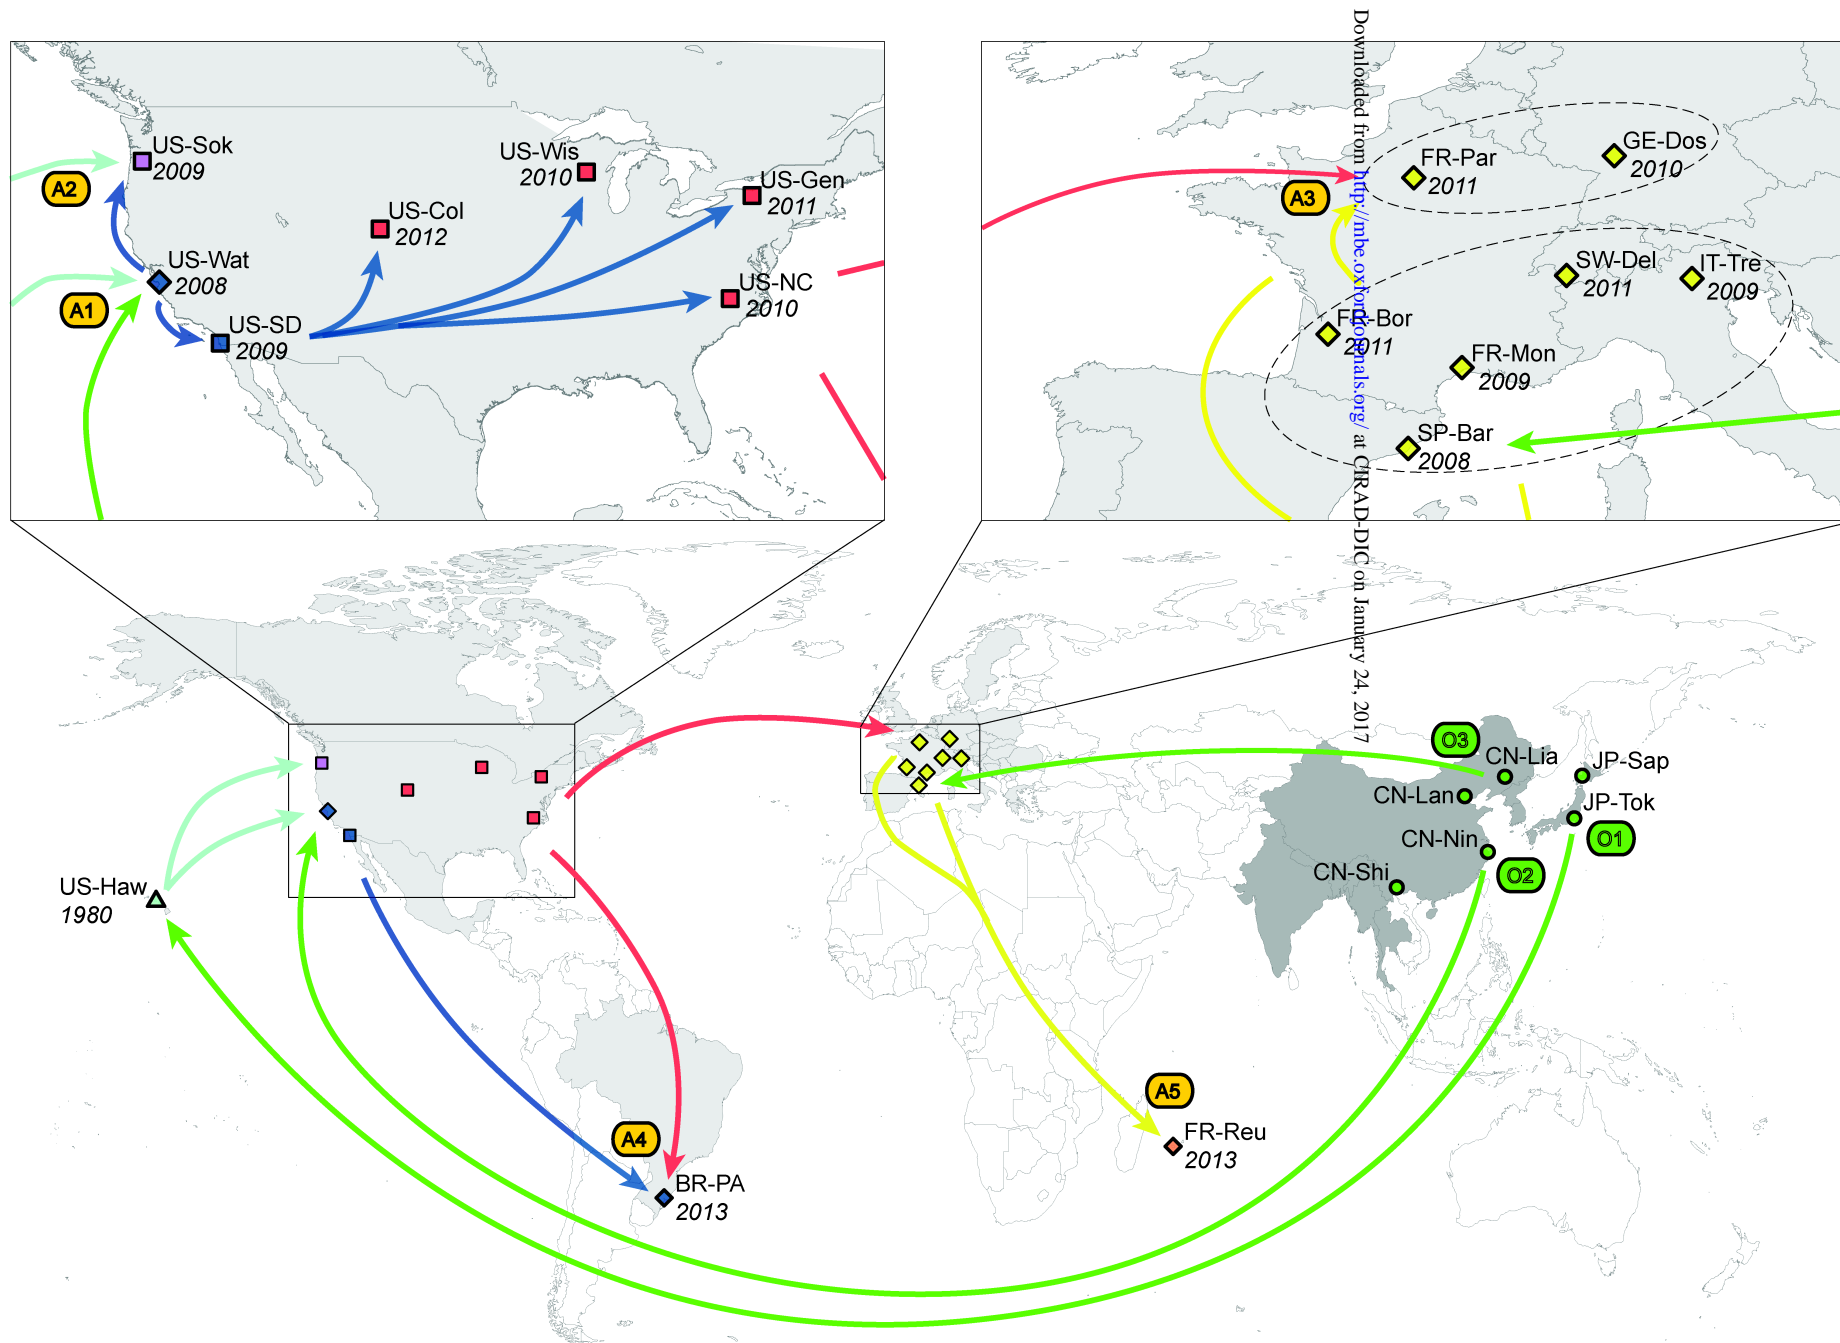 US-Sok
2009
A2
US-Wis
2010
US-Gen
2011
US-Col
2012
US-Wat
2008
A1
US-NC
2010
US-SD
2009
GE-Dos
2010
FR-Par
2011
A3
SW-Del
2011
IT-Tre
2009
FR-Bor
2011
FR-Mon
2009
SP-Bar
2008
Downloaded from http://mbe.oxfordjournals.org/ at CIRAD-DIC on January 24, 2017
O3
CN-Lia
JP-Sap
CN-Lan
JP-Tok
O1
CN-Nin
O2
CN-Shi
US-Haw
1980
A5
FR-Reu
2013
A4
BR-PA
2013